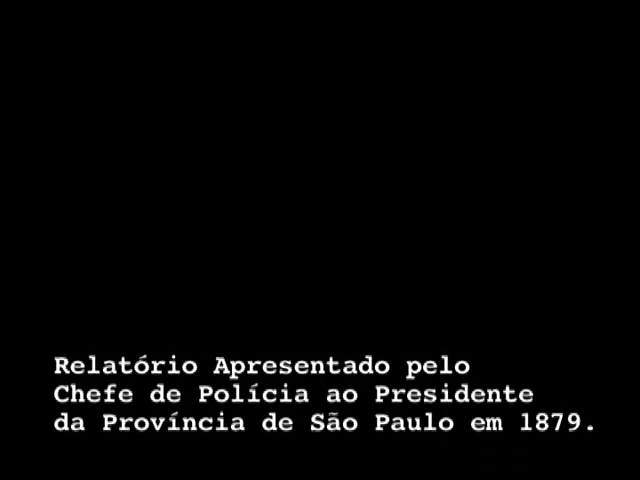 Relatório Apresentado pelo
Chefe de Polícia ao Presidente
da Província de São Paulo em 1879.